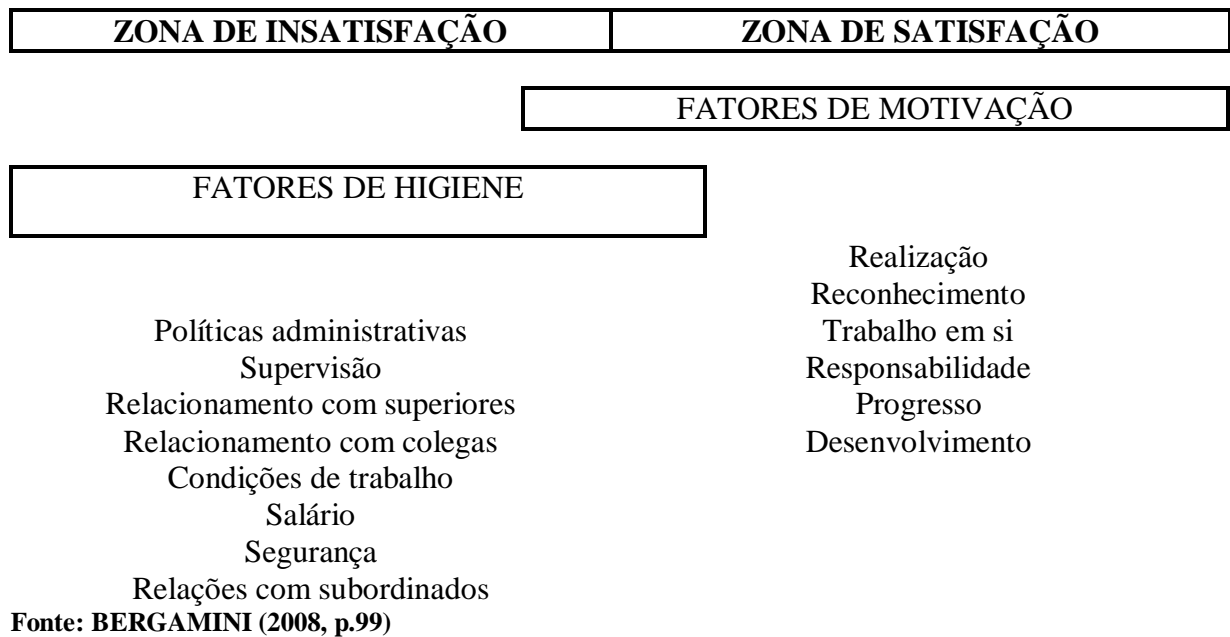 ZONA DE INSATISFAÇÃO
ZONA DE SATISFAÇÃO
FATORES DE MOTIVAÇÃO
FATORES DE HIGIENE
Realização
Reconhecimento
Trabalho em si
Responsabilidade
Progresso
Desenvolvimento
Políticas administrativas
Supervisão
Relacionamento com superiores
Relacionamento com colegas
Condições de trabalho
Salário
Segurança
Relações com subordinados
Fonte: BERGAMINI (2008, p.99)